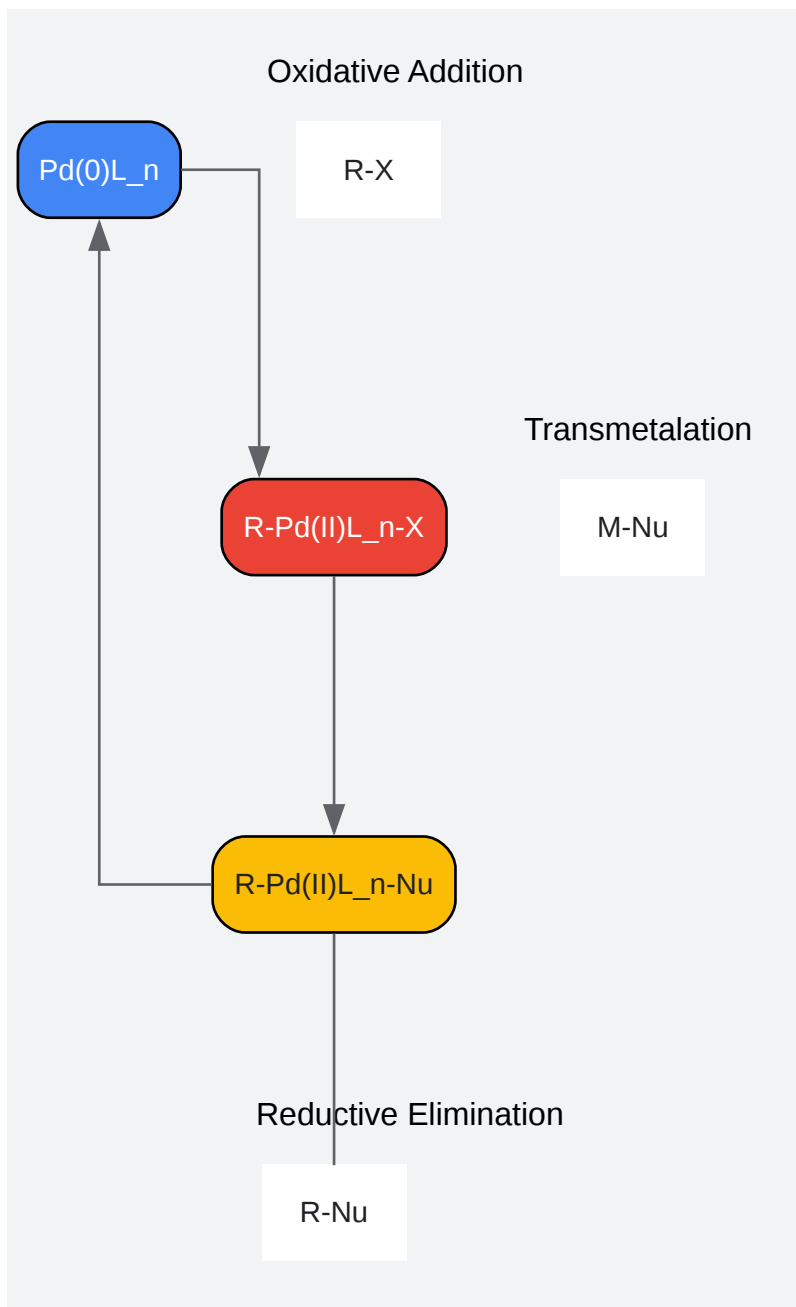 Oxidative Addition
Pd(0)L_n
R-X
Transmetalation
R-Pd(II)L_n-X
M-Nu
R-Pd(II)L_n-Nu
Reductive Elimination
R-Nu